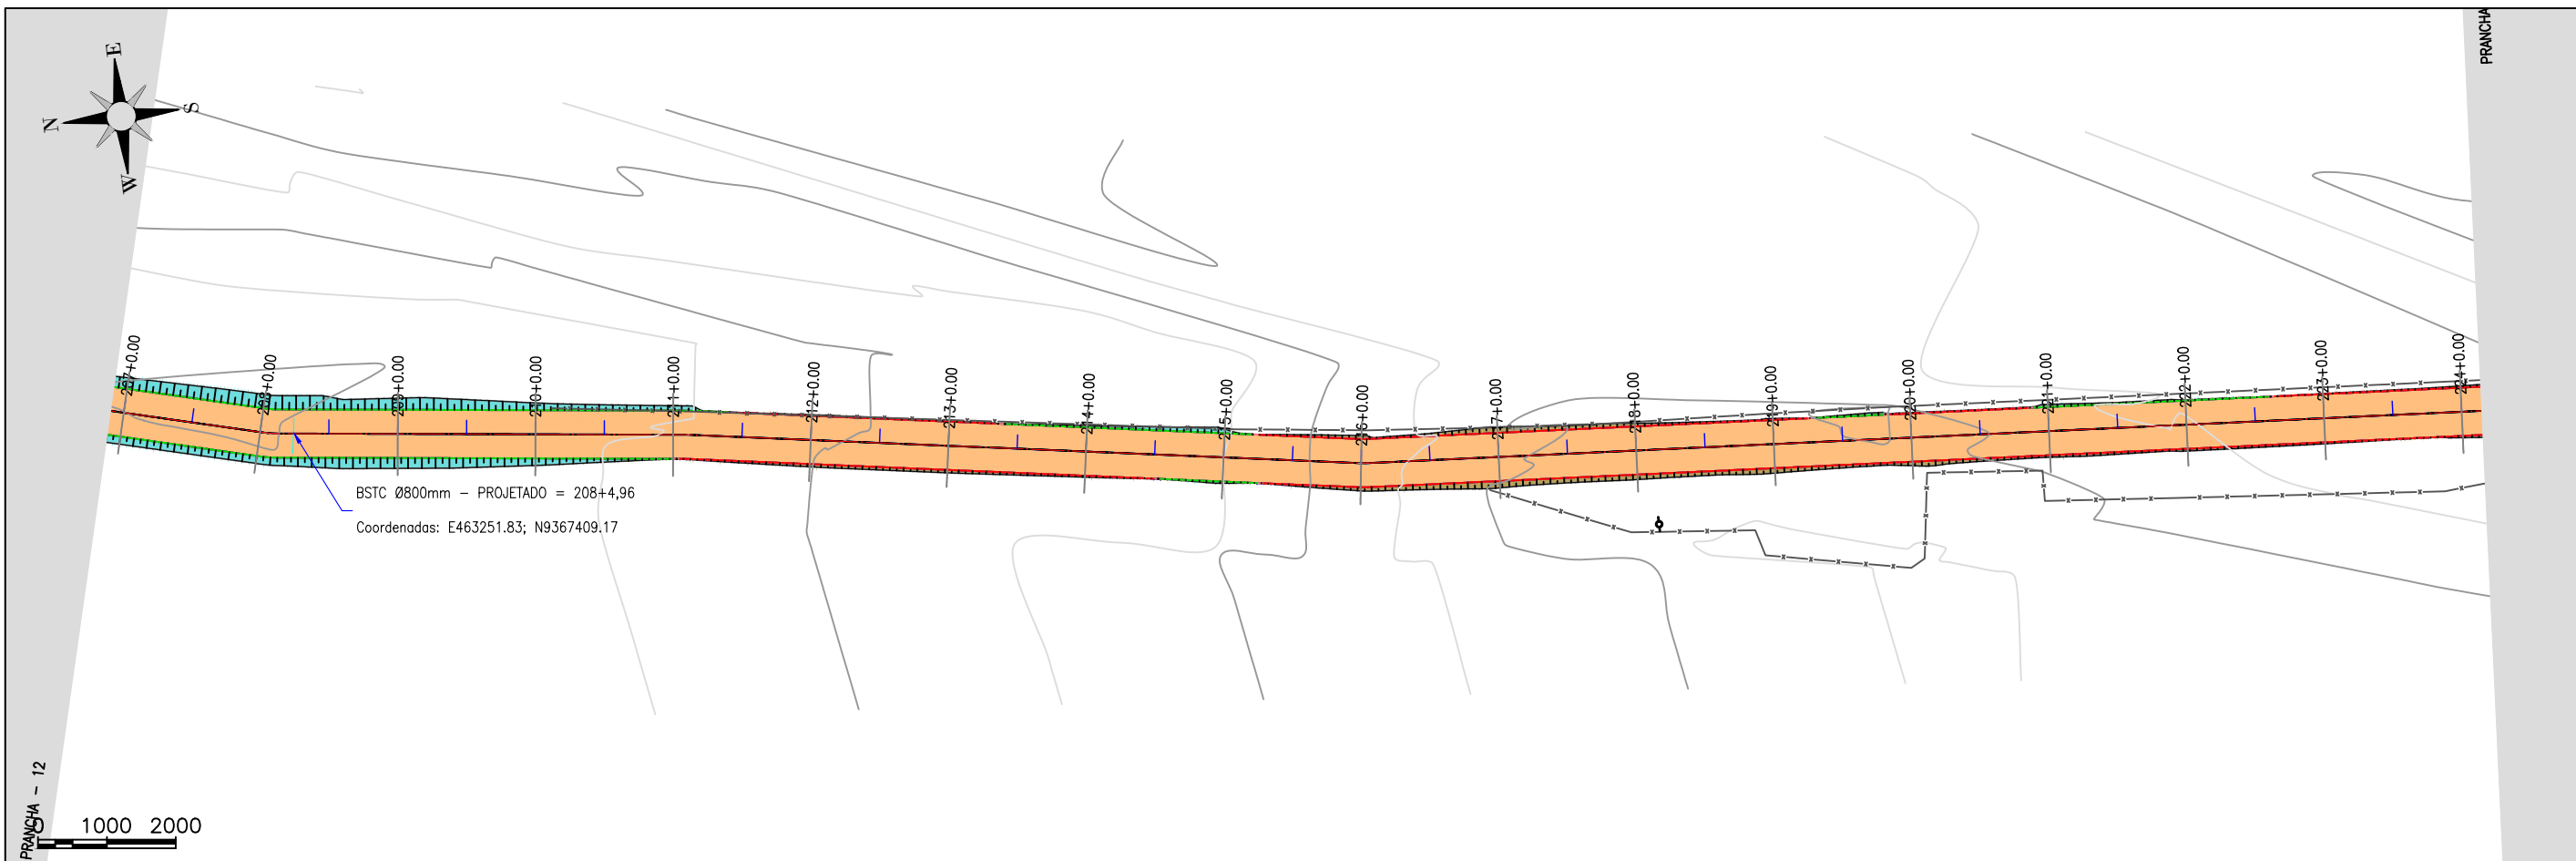 PRANCHA
E
N
S
W
207+0.00
208+0.00
209+0.00
210+0.00
211+0.00
212+0.00
213+0.00
214+0.00
215+0.00
216+0.00
217+0.00
218+0.00
219+0.00
220+0.00
221+0.00
222+0.00
223+0.00
224+0.00
BSTC Ø800mm - PROJETADO = 208+4,96
Coordenadas: E463251.83; N9367409.17
PRANCHA - 12
0 1000 2000